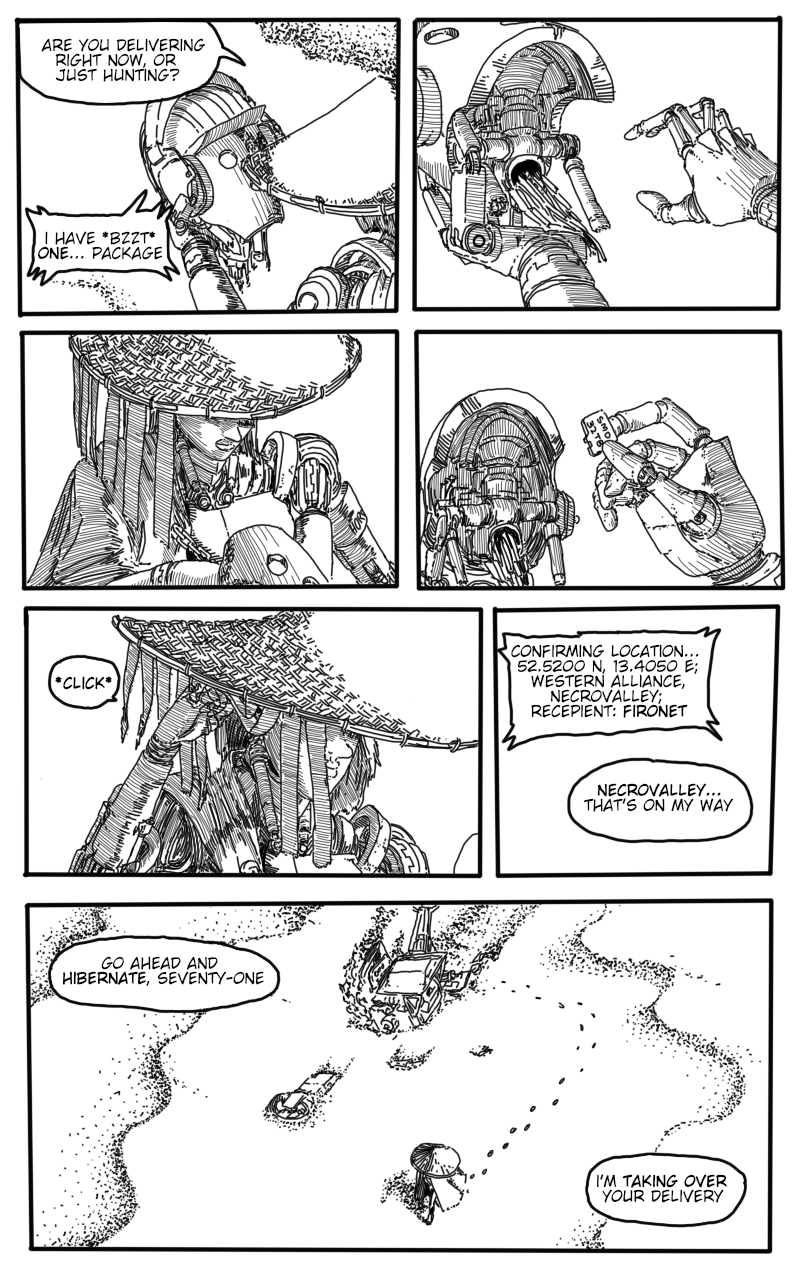 ARE YOU DELIVERING
RIGHT NOW, OR
JUST HUNTING?
I HAVE *BZZT*
ONE... PACKAGE
SMD
32TB
*CLICK*
CONFIRMING LOCATION...
52.5200 N, 13.4050 E;
WESTERN ALLIANCE,
NECROVALLEY;
RECEPIENT: FIRONET
NECROVALLEY...
THAT'S ON MY WAY
GO AHEAD AND
HIBERNATE, SEVENTY-ONE
I'M TAKING OVER
YOUR DELIVERY